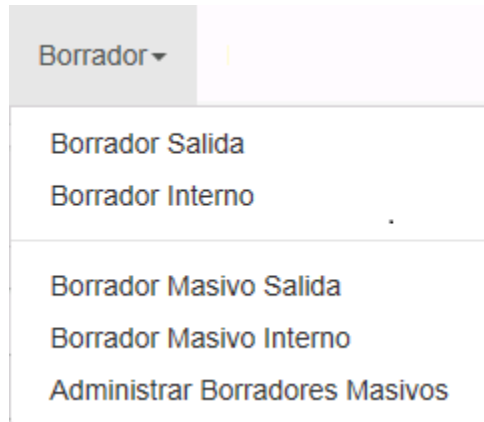 Borrador
Borrador Salida
Borrador Interno
Borrador Masivo Salida
Borrador Masivo Interno
Administrar Borradores Masivos